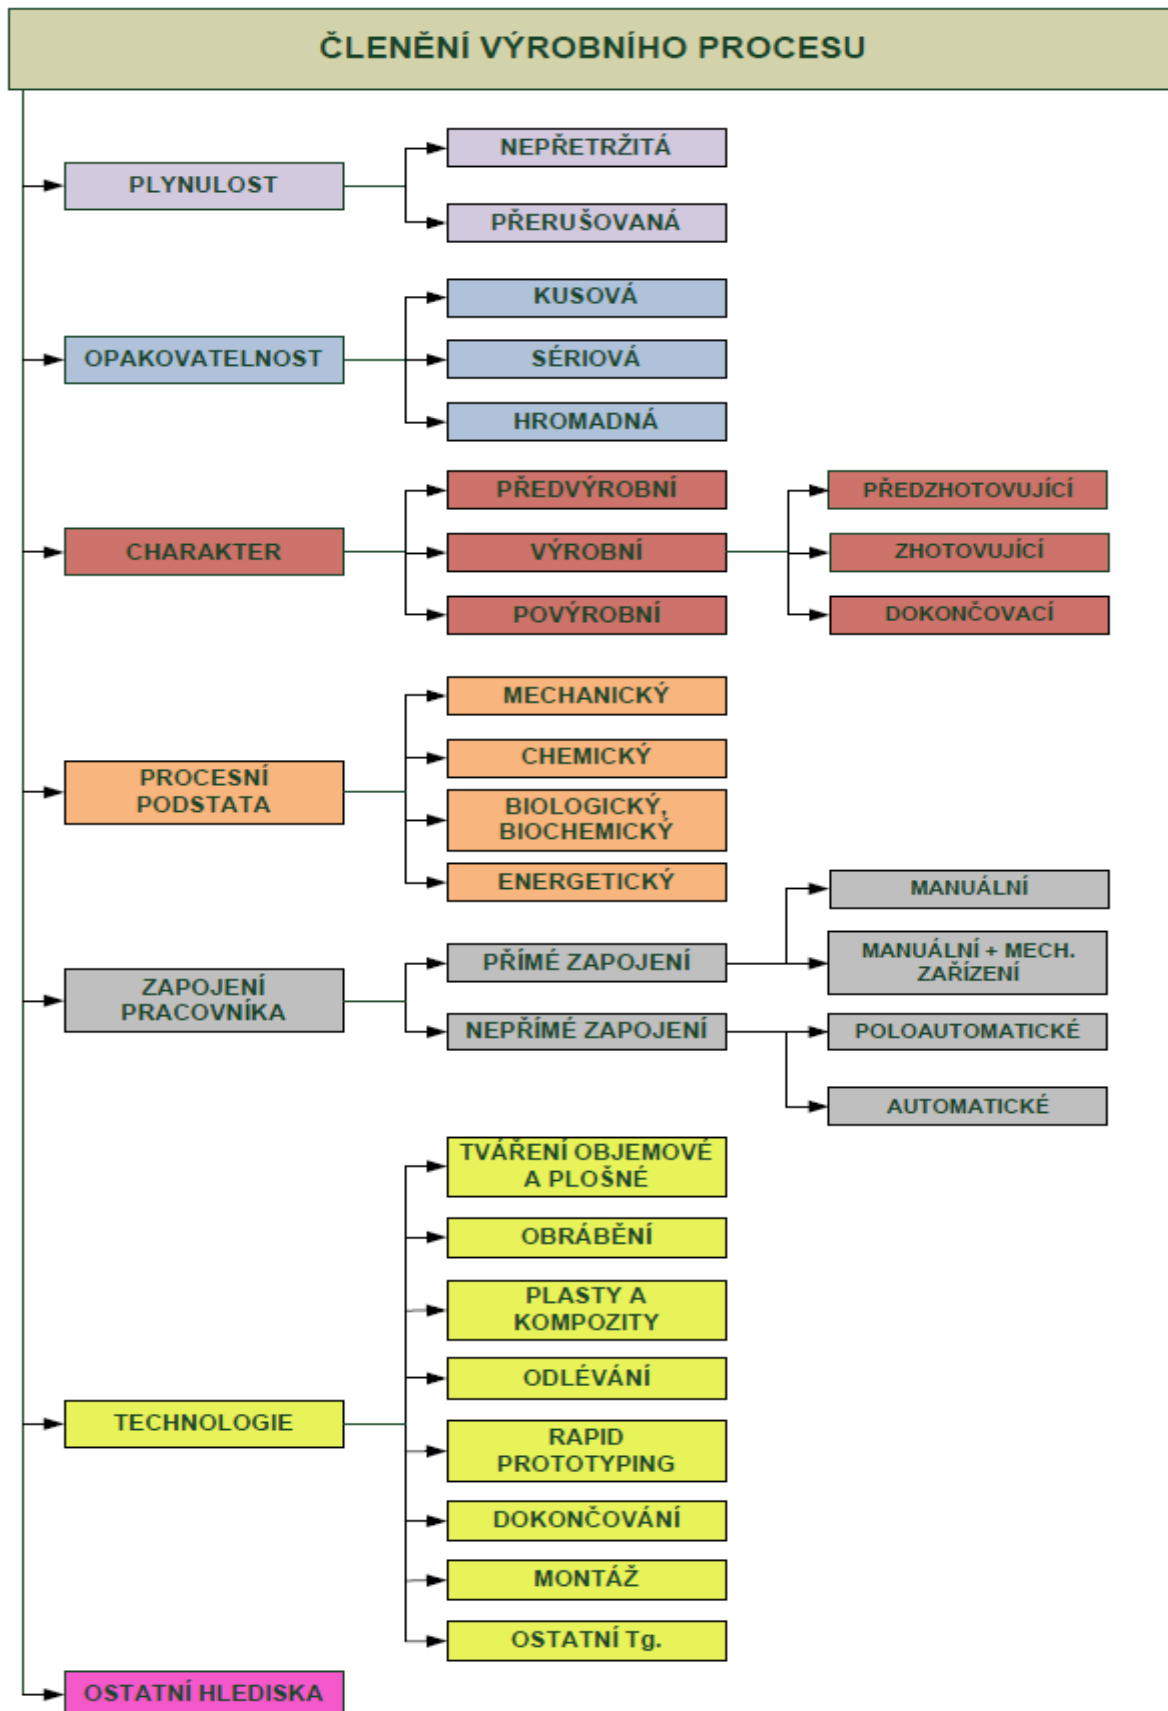 ČLENĚNÍ VÝROBNÍHO PROCESU
PLYNULOST
NEPŘETRŽITÁ
PŘERUŠOVANÁ
OPAKOVATELNOST
KUSOVÁ
SÉRIOVÁ
HROMADNÁ
CHARAKTER
PŘEDVÝROBNÍ
VÝROBNÍ
POVÝROBNÍ
PŘEDZHOTOVUJÍCÍ
ZHOTOVUJÍCÍ
DOKONČOVACÍ
PROCESNÍ
PODSTATA
MECHANICKÝ
CHEMICKÝ
BIOLOGICKÝ,
BIOCHEMICKÝ
ENERGETICKÝ
ZAPOJENÍ
PRACOVNÍKA
PŘÍMÉ ZAPOJENÍ
MANUÁLNÍ
MANUÁLNÍ + MECH.
ZAŘÍZENÍ
NEPŘÍMÉ ZAPOJENÍ
POLOAUTOMATICKÉ
AUTOMATICKÉ
TECHNOLOGIE
TVÁŘENÍ OBJEMOVÉ
A PLOŠNÉ
OBRÁBĚNÍ
PLASTY A
KOMPOZITY
ODLÉVÁNÍ
RAPID
PROTOTYPING
DOKONČOVÁNÍ
MONTÁŽ
OSTATNÍ Tg.
OSTATNÍ HLEDISKA